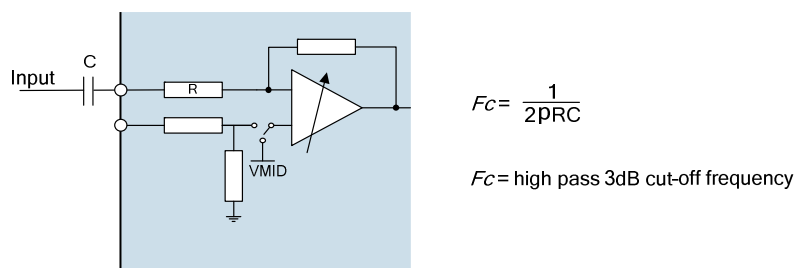 C
Input
R
VMID
Fc = 1 / 2pRC
Fc = high pass 3dB cut-off frequency